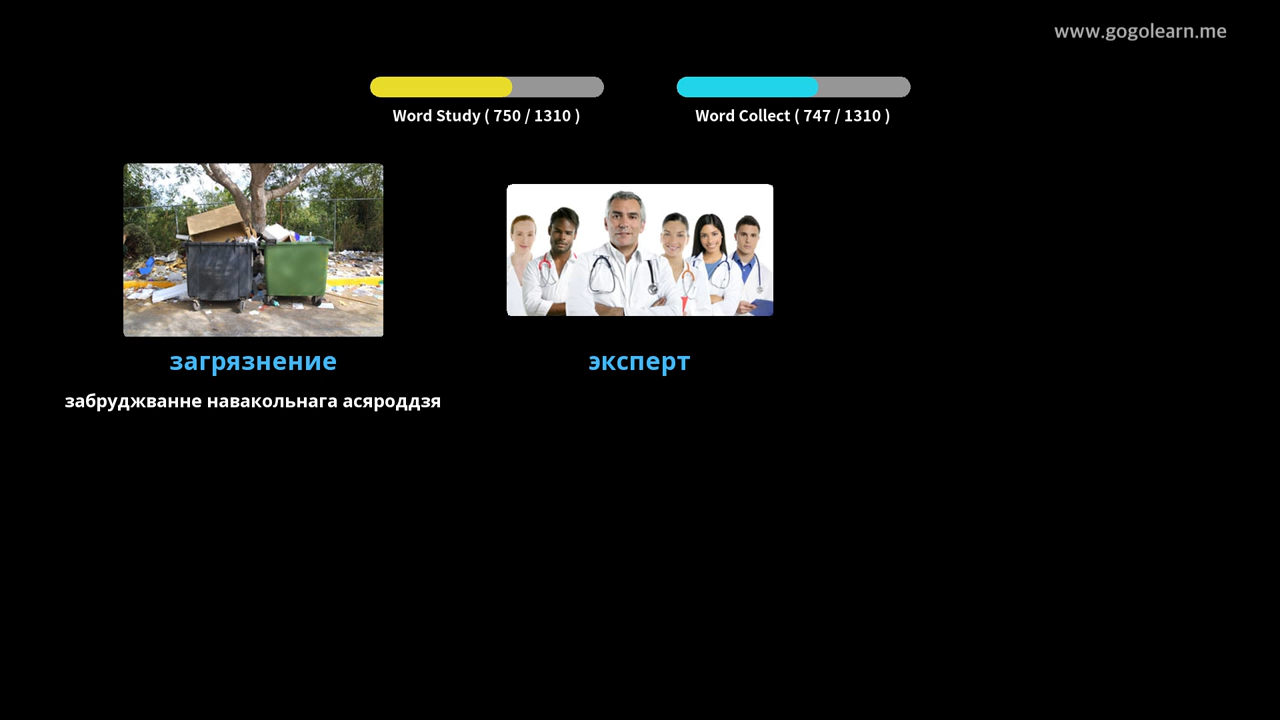 www.gogolearn.me
Word Study ( 750 / 1310 )
Word Collect ( 747 / 1310 )
загрязнение
эксперт
забруджванне навакольнага асяроддзя